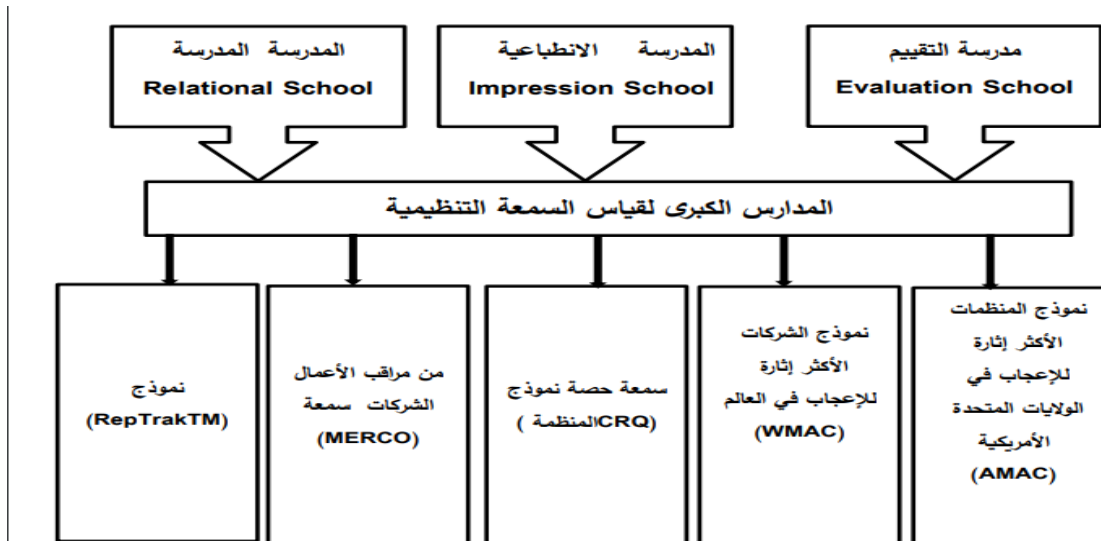 مدرسة التقييم
Evaluation School
المدرسة الانطباعية
Impression School
المدرسة المدرسة
Relational School
المدارس الكبرى لقياس السمعة التنظيمية
نموذج المنظمات
الأكثر إثارة
للإعجاب في
الولايات المتحدة
الأمريكية
(AMAC)
نموذج الشركات
الأكثر إثارة
للإعجاب في العالم
(WMAC)
سمعة حصة نموذج
(CRQالمنظمة )
من مراقب الأعمال
الشركات سمعة
(MERCO)
نموذج
(RepTrakTM)